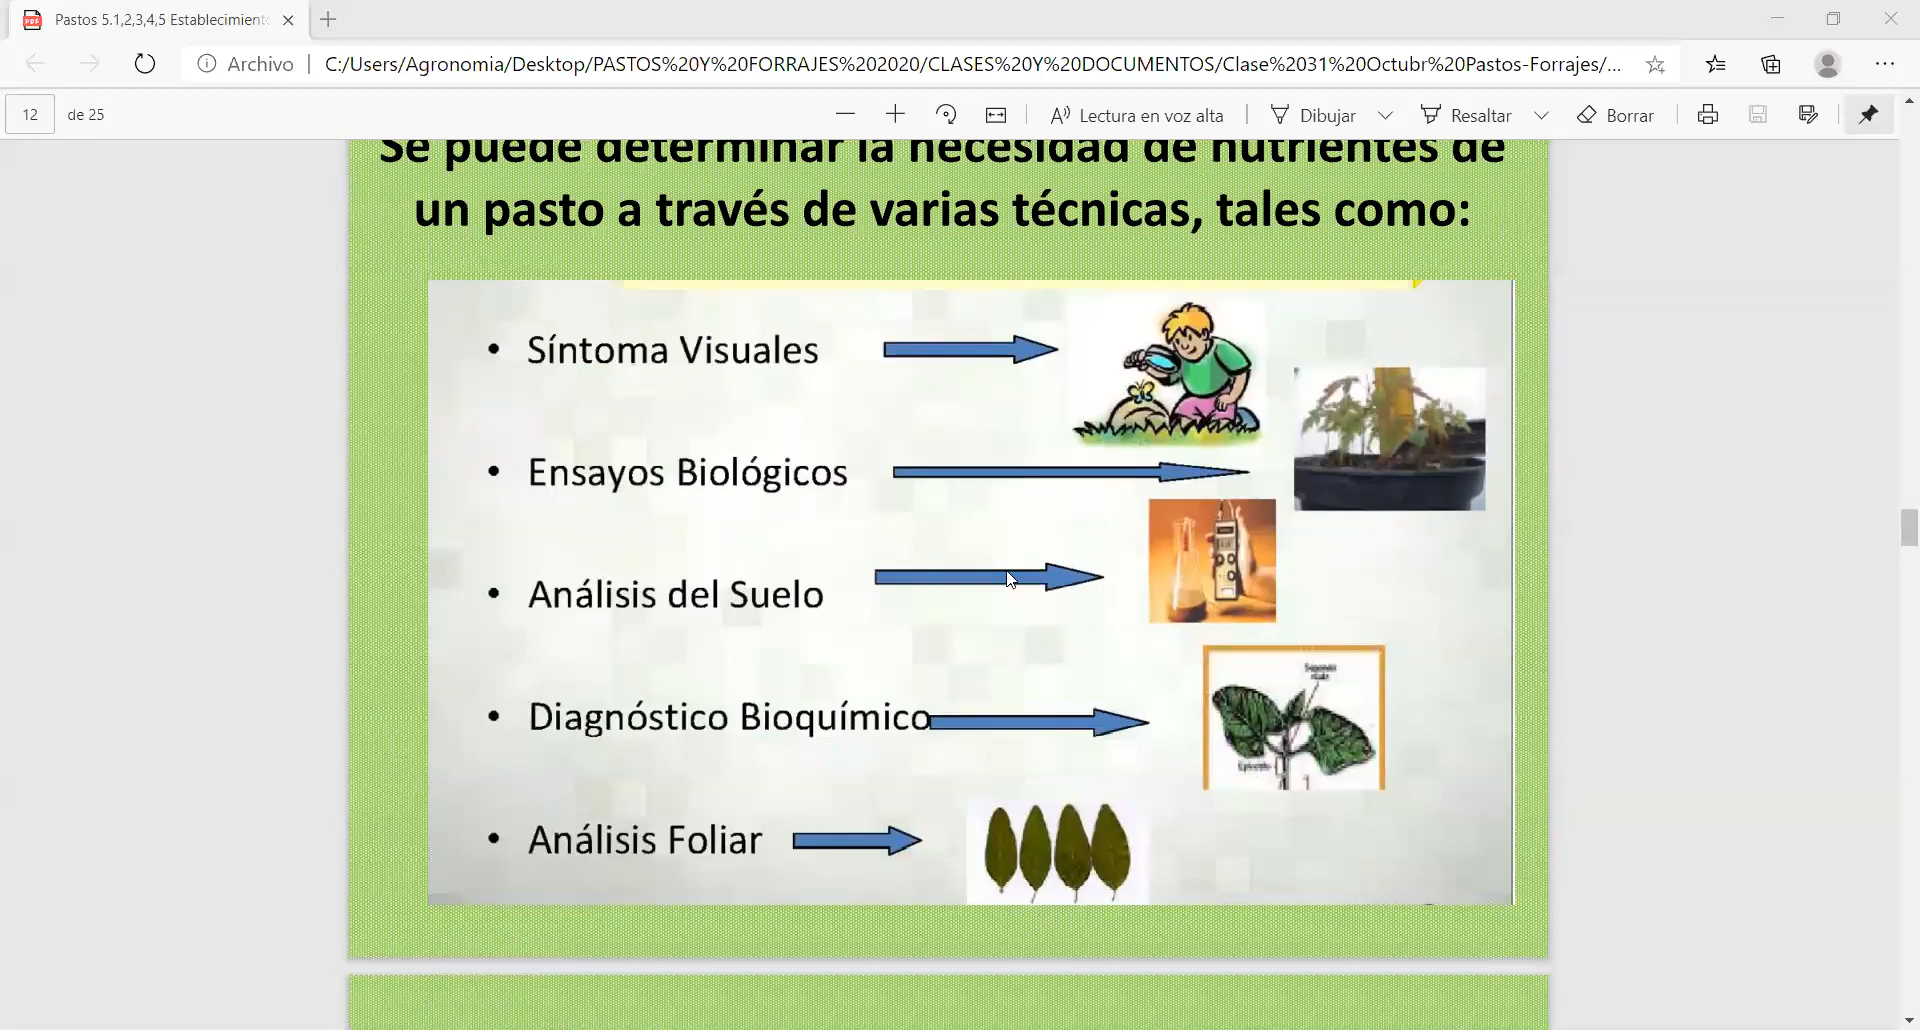 Pastos 5.1,2,3,4,5 Establecimient
Archivo
C:/Users/Agronomia/Desktop/PASTOS%20Y%20FORRAJES%202020/CLASES%20Y%20DOCUMENTOS/Clase%2031%20Octubr%20Pastos-Forrajes/...
12 de 25
Lectura en voz alta
Dibujar
Resaltar
Borrar
Se puede determinar la necesidad de nutrientes de
un pasto a través de varias técnicas, tales como:
• Síntoma Visuales
• Ensayos Biológicos
• Análisis del Suelo
• Diagnóstico Bioquímico
• Análisis Foliar